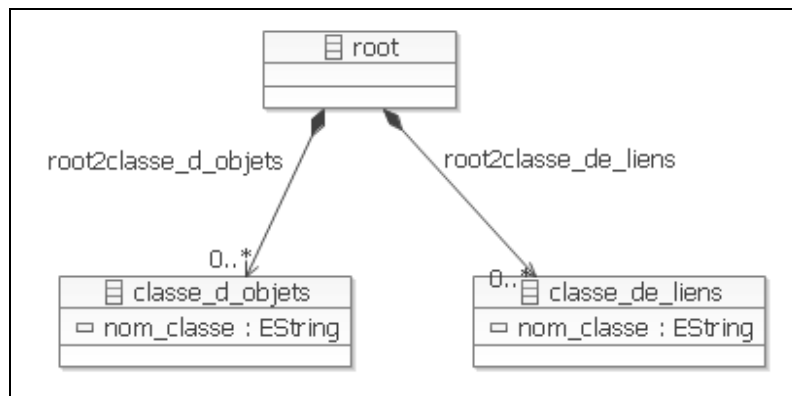 root
root2classe_d_objets
root2classe_de_liens
0..*
0..*
classe_d_objets
classe_de_liens
nom_classe : EString
nom_classe : EString